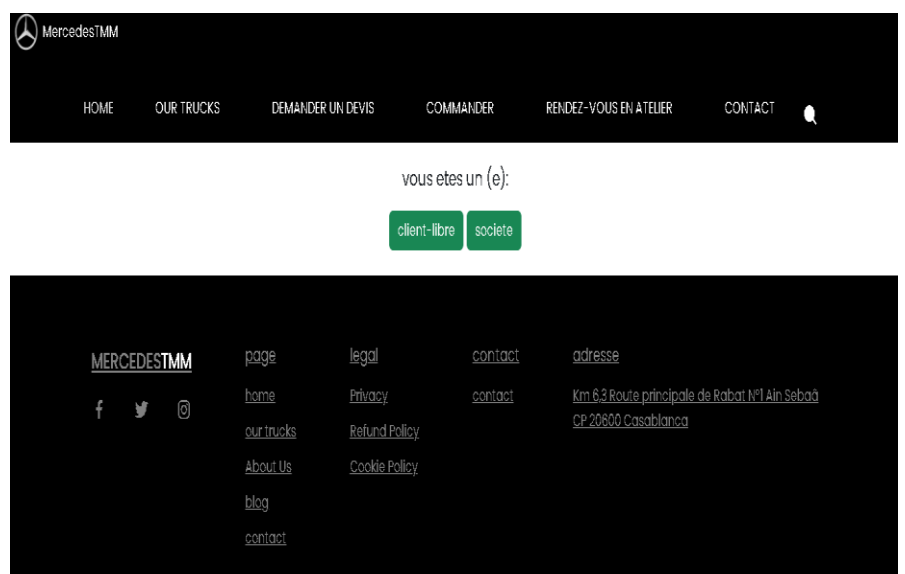 MercedesTMM
HOME OUR TRUCKS DEMANDER UN DEVIS COMMANDER RENDEZ-VOUS EN ATELIER CONTACT
vous etes un (e):
client-libre societe
MERCEDESTMM
page
home
our trucks
About Us
blog
contact
legal
Privacy
Refund Policy
Cookie Policy
contact
contact
adresse
Km 6,3 Route principale de Rabat N°1 Ain Sebaâ
CP 20600 Casablanca